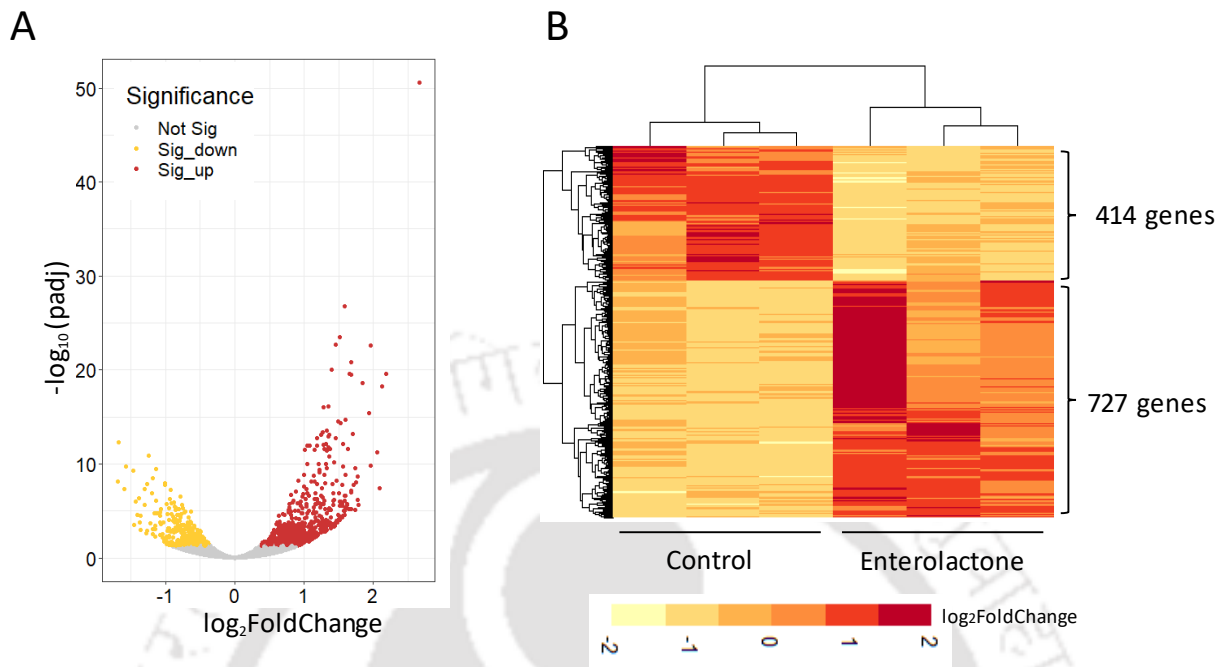 A
B
50
40
30
20
10
0
-log₁₀(padj)
Significance
Not Sig
Sig_down
Sig_up
-1
0
1
2
log₂FoldChange
414 genes
727 genes
Control
Enterolactone
log₂FoldChange
-2
-1
0
1
2